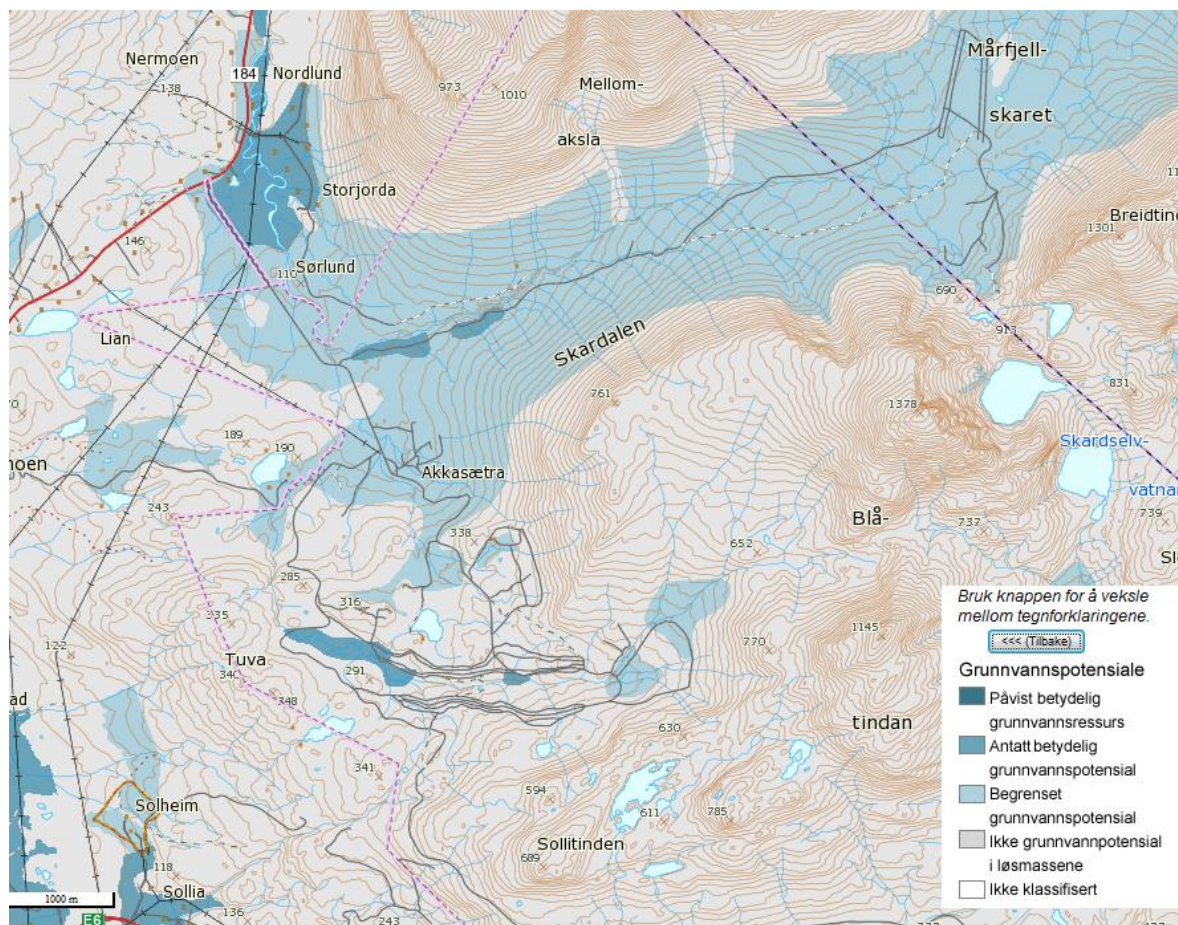 Nermoen
184
Nordlund
138
973
1010
Mellom-
aksla
Mårfjell-
skaret
Storjorda
Breidtind
1301
146
Sørlund
110
690
913
Lian
Skardalen
761
1378
831
Skardselv-
vatnan
189
190
moen
Akkasætra
243
338
Blå-
737
739
652
285
316
335
122
Tuva
340
291
348
770
1145
ad
tindan
630
341
594
611
785
Solheim
Sollitinden
689
118
Sollia
1000 m
E6
136
243
Bruk knappen for å veksle
mellom tegnforklaringene.
<<< (Tilbake)
Grunnvannspotensiale
Påvist betydelig
grunnvannsressurs
Antatt betydelig
grunnvannspotensial
Begrenset
grunnvannspotensial
Ikke grunnvannpotensial
i løsmassene
Ikke klassifisert